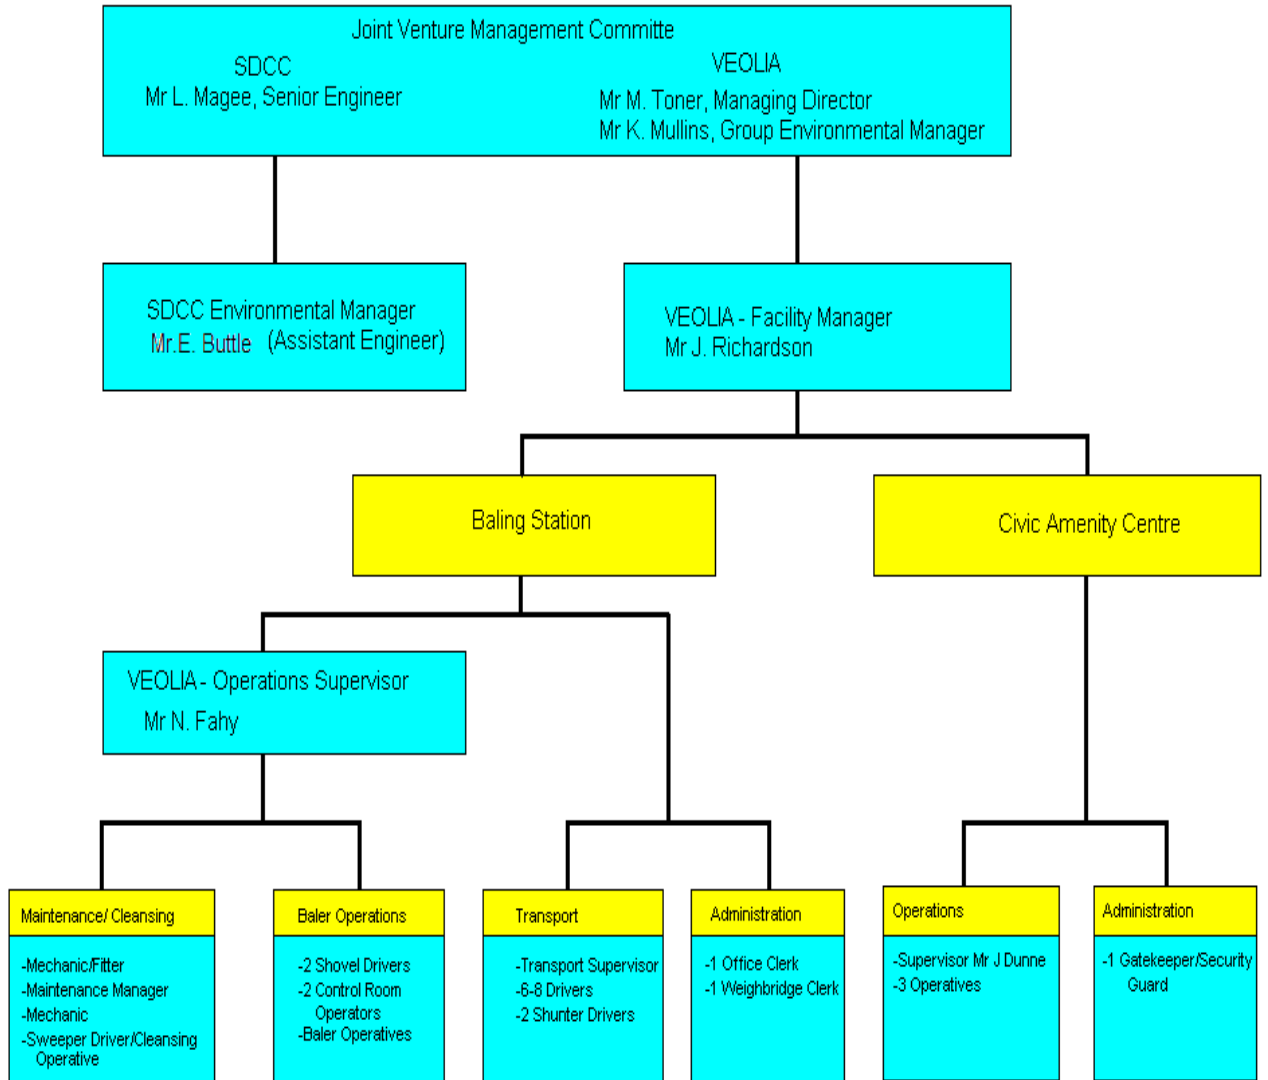 Joint Venture Management Committe
SDCC
Mr L. Magee, Senior Engineer
VEOLIA
Mr M. Toner, Managing Director
Mr K. Mullins, Group Environmental Manager
SDCC Environmental Manager
Mr.E. Buttle (Assistant Engineer)
VEOLIA - Facility Manager
Mr J. Richardson
Baling Station
Civic Amenity Centre
VEOLIA - Operations Supervisor
Mr N. Fahy
Maintenance/ Cleansing
-Mechanic/Fitter
-Maintenance Manager
-Mechanic
-Sweeper Driver/Cleansing
Operative
Baler Operations
-2 Shovel Drivers
-2 Control Room
Operators
-Baler Operatives
Transport
-Transport Supervisor
-6-8 Drivers
-2 Shunter Drivers
Administration
-1 Office Clerk
-1 Weighbridge Clerk
Operations
-Supervisor Mr J Dunne
-3 Operatives
Administration
-1 Gatekeeper/Security
Guard